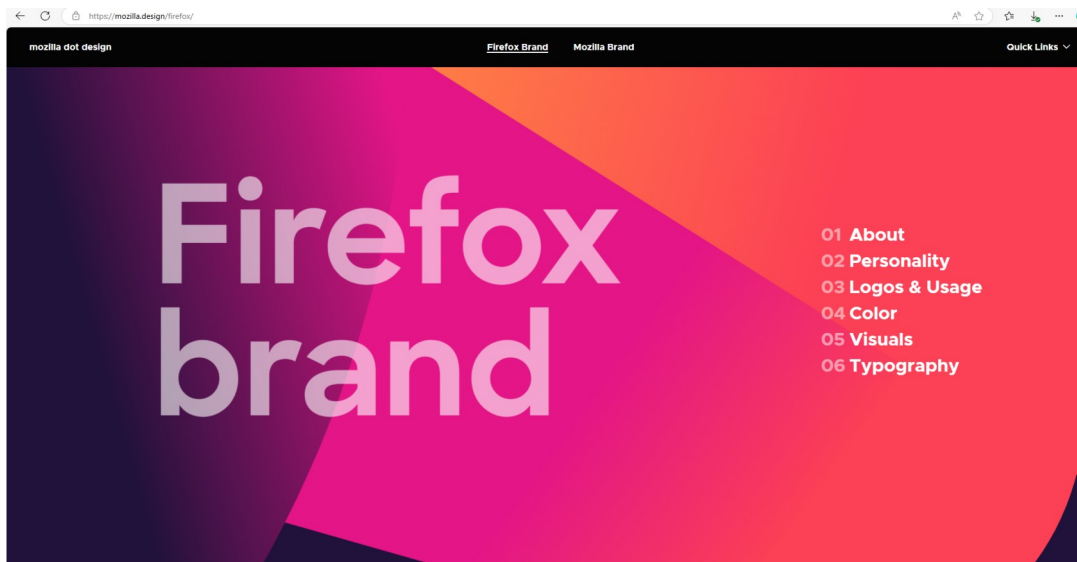 https://mozilla.design/firefox/
mozilla dot design
Firefox Brand
Mozilla Brand
Quick Links
Firefox
brand
01 About
02 Personality
03 Logos & Usage
04 Color
05 Visuals
06 Typography